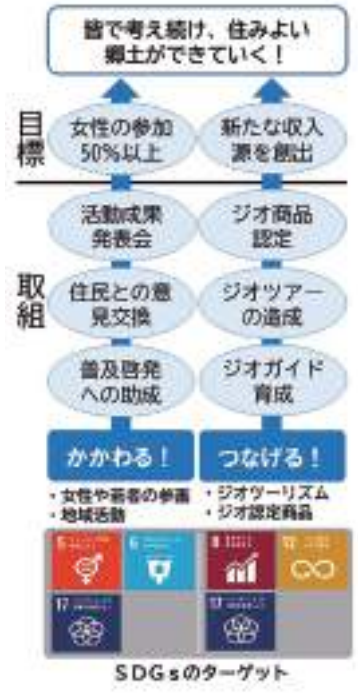 皆で考え続け、住みよい
郷土ができていく！
目標
女性の参加
50%以上
新たな収入
源を創出
取組
活動成果
発表会
ジオ商品
認定
住民との意
見交換
ジオツアー
の造成
普及啓発
への助成
ジオガイド
育成
かかわる！
つなげる！
・女性や若者の参画
・地域活動
・ジオツーリズム
・ジオ認定商品
5
6
8
12
17
17
SDGsのターゲット